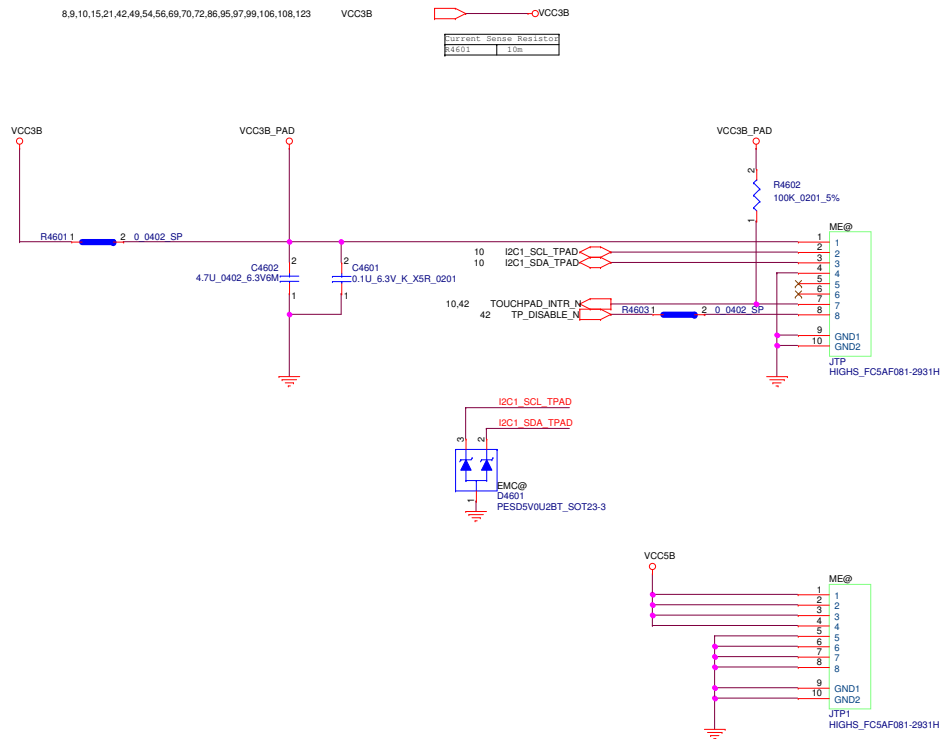 8,9,10,15,21,42,49,54,56,69,70,72,86,95,97,99,106,108,123 VCC3B VCC3B
Current Sense Resistor
R4601 10m
VCC3B VCC3B_PAD VCC3B_PAD
2
R4602
100K_0201_5%
1
ME@
R4601 1 2 0_0402_SP
1 1
10 I2C1_SCL_TPAD 2 2
10 I2C1_SDA_TPAD 3 3
4 4
5 5
6 6
10,42 TOUCHPAD_INTR_N 7 7
42 TP_DISABLE_N R4603 1 2 0_0402_SP 8 8
9 GND1
10 GND2
JTP
HIGHS_FC5AF081-2931H
C4602 2
4.7U_0402_6.3V6M
1
2 C4601
0.1U_6.3V_K_X5R_0201
1
I2C1_SCL_TPAD
I2C1_SDA_TPAD
3 2
EMC@
1 D4601
PESD5V0U2BT_SOT23-3
VCC5B
ME@
1 1
2 2
3 3
4 4
5 5
6 6
7 7
8 8
9 GND1
10 GND2
JTP1
HIGHS_FC5AF081-2931H